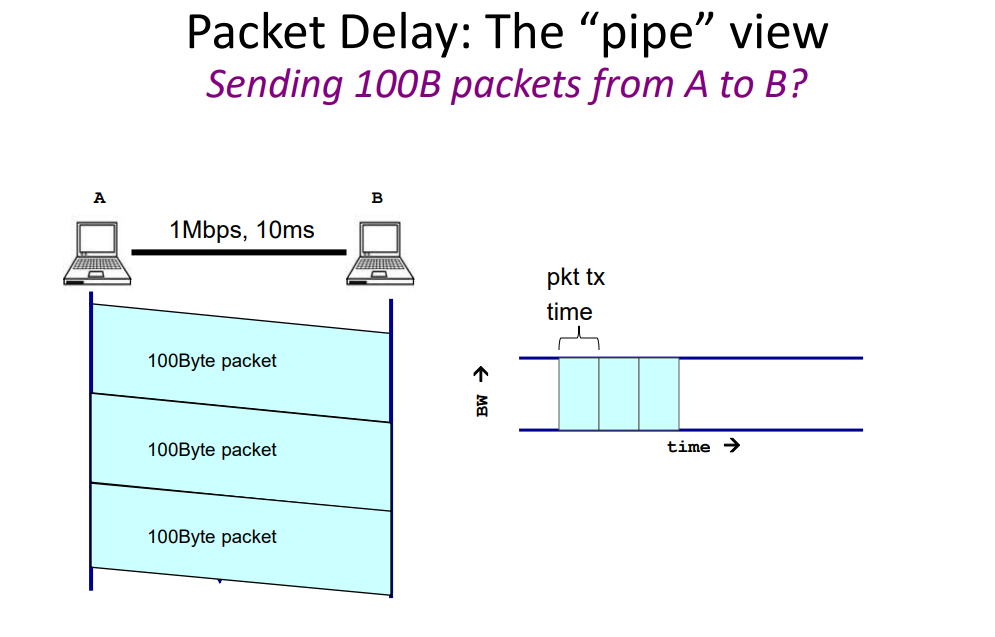 Packet Delay: The “pipe” view
Sending 100B packets from A to B?
A
B
1Mbps, 10ms
100Byte packet
100Byte packet
100Byte packet
pkt tx
time
BW →
time →